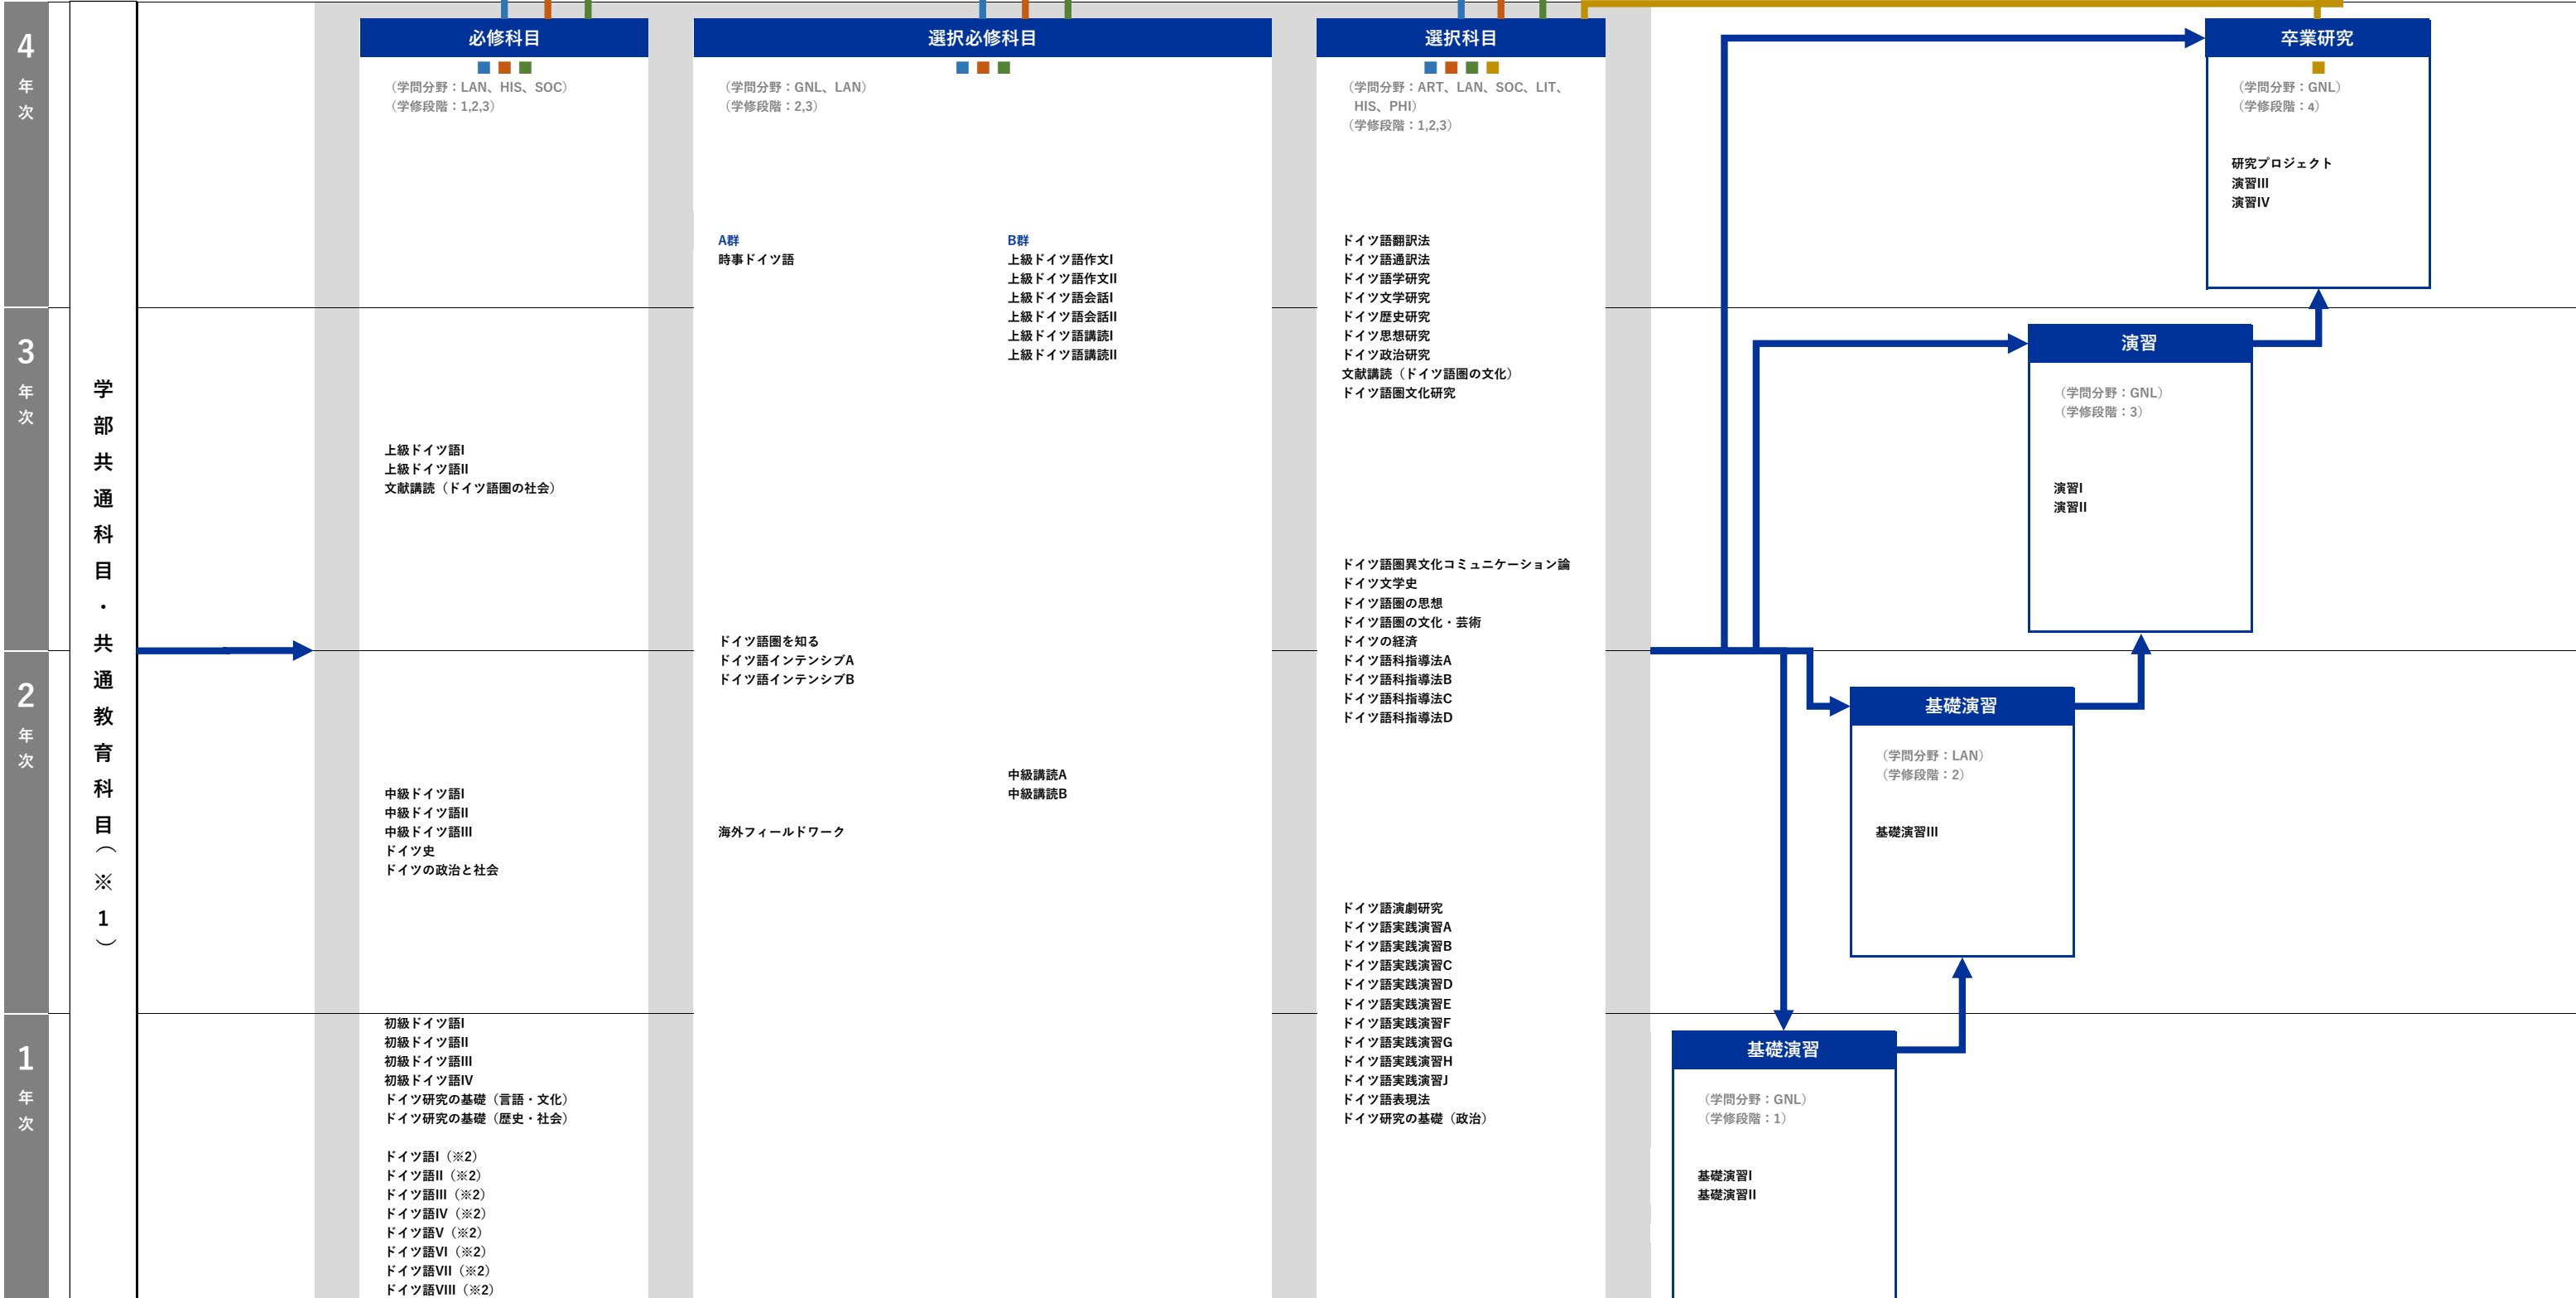 4
年
次
3
年
次
2
年
次
1
年
次
学部共通科目・共通教育科目（※1）
必修科目
（学問分野：LAN、HIS、SOC）
（学修段階：1,2,3）
上級ドイツ語I
上級ドイツ語II
文献講読（ドイツ語圏の社会）
中級ドイツ語I
中級ドイツ語II
中級ドイツ語III
ドイツ史
ドイツの政治と社会
初級ドイツ語I
初級ドイツ語II
初級ドイツ語III
初級ドイツ語IV
ドイツ研究の基礎（言語・文化）
ドイツ研究の基礎（歴史・社会）
ドイツ語I（※2）
ドイツ語II（※2）
ドイツ語III（※2）
ドイツ語IV（※2）
ドイツ語V（※2）
ドイツ語VI（※2）
ドイツ語VII（※2）
ドイツ語VIII（※2）
選択必修科目
（学問分野：GNL、LAN）
（学修段階：2,3）
A群
時事ドイツ語
ドイツ語圏を知る
ドイツ語インテンシブA
ドイツ語インテンシブB
海外フィールドワーク
B群
上級ドイツ語作文I
上級ドイツ語作文II
上級ドイツ語会話I
上級ドイツ語会話II
上級ドイツ語講読I
上級ドイツ語講読II
中級講読A
中級講読B
選択科目
（学問分野：ART、LAN、SOC、LIT、
HIS、PHI）
（学修段階：1,2,3）
ドイツ語翻訳法
ドイツ語通訳法
ドイツ語学研究
ドイツ文学研究
ドイツ歴史研究
ドイツ思想研究
ドイツ政治研究
文献講読（ドイツ語圏の文化）
ドイツ語圏文化研究
ドイツ語圏異文化コミュニケーション論
ドイツ文学史
ドイツ語圏の思想
ドイツ語圏の文化・芸術
ドイツの経済
ドイツ語科指導法A
ドイツ語科指導法B
ドイツ語科指導法C
ドイツ語科指導法D
ドイツ語演劇研究
ドイツ語実践演習A
ドイツ語実践演習B
ドイツ語実践演習C
ドイツ語実践演習D
ドイツ語実践演習E
ドイツ語実践演習F
ドイツ語実践演習G
ドイツ語実践演習H
ドイツ語実践演習J
ドイツ語表現法
ドイツ研究の基礎（政治）
卒業研究
（学問分野：GNL）
（学修段階：4）
研究プロジェクト
演習III
演習IV
演習
（学問分野：GNL）
（学修段階：3）
演習I
演習II
基礎演習
（学問分野：LAN）
（学修段階：2）
基礎演習III
基礎演習
（学問分野：GNL）
（学修段階：1）
基礎演習I
基礎演習II